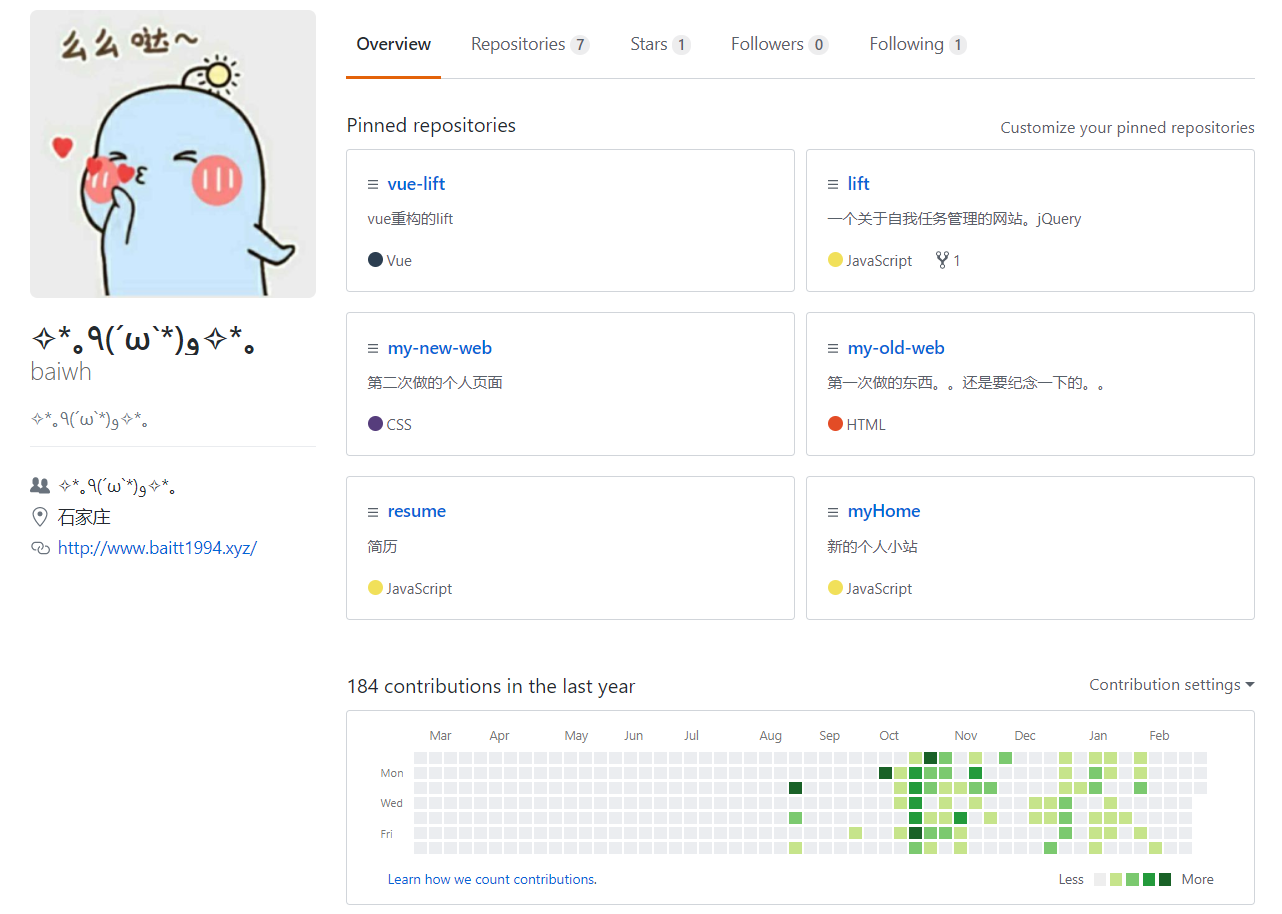 么么哒~
✧*｡٩(ˊωˋ*)و✧*｡
baiwh
✧*｡٩(ˊωˋ*)و✧*｡
✧*｡٩(ˊωˋ*)و✧*｡
石家庄
http://www.baitt1994.xyz/
Overview Repositories 7 Stars 1 Followers 0 Following 1
Pinned repositories Customize your pinned repositories
vue-lift
vue重构的lift
Vue
lift
一个关于自我任务管理的网站。jQuery
JavaScript 1
my-new-web
第二次做的个人页面
CSS
my-old-web
第一次做的东西。。还是要纪念一下的。。
HTML
resume
简历
JavaScript
myHome
新的个人小站
JavaScript
184 contributions in the last year Contribution settings
Mar Apr May Jun Jul Aug Sep Oct Nov Dec Jan Feb
Mon
Wed
Fri
Learn how we count contributions. Less More